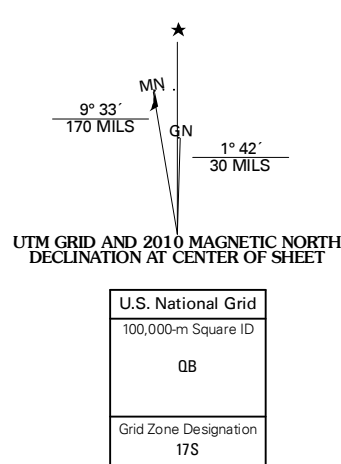 MN
9° 33´
170 MILS
GN
1° 42´
30 MILS
UTM GRID AND 2010 MAGNETIC NORTH
DECLINATION AT CENTER OF SHEET
U.S. National Grid
100,000-m Square ID
QB
Grid Zone Designation
17S